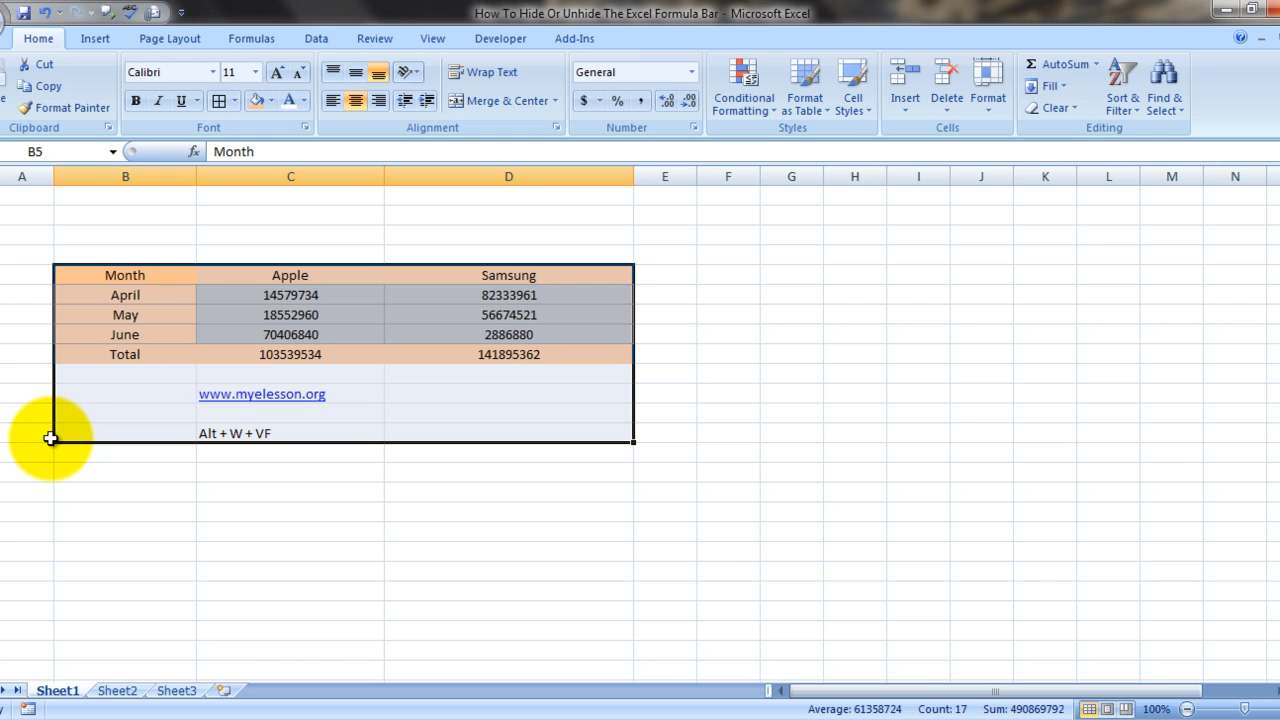 How To Hide Or Unhide The Excel Formula Bar - Microsoft Excel
Home Insert Page Layout Formulas Data Review View Developer Add-Ins
Cut
Copy
Format Painter
Clipboard
Calibri 11
B I U A
Font
Wrap Text
Merge & Center
Alignment
General
$ % ,
Number
Conditional Formatting
Format as Table
Cell Styles
Styles
Insert Delete Format
Cells
AutoSum
Fill
Clear
Sort & Filter
Find & Select
Editing
B5 fx Month
A B C D E F G H I J K L M N
Month Apple Samsung
April 14579734 82333961
May 18552960 56674521
June 70406840 2886880
Total 103539534 141895362
www.myelesson.org
Alt + W + VF
Sheet1 Sheet2 Sheet3
Average: 61358724 Count: 17 Sum: 490869792 100%